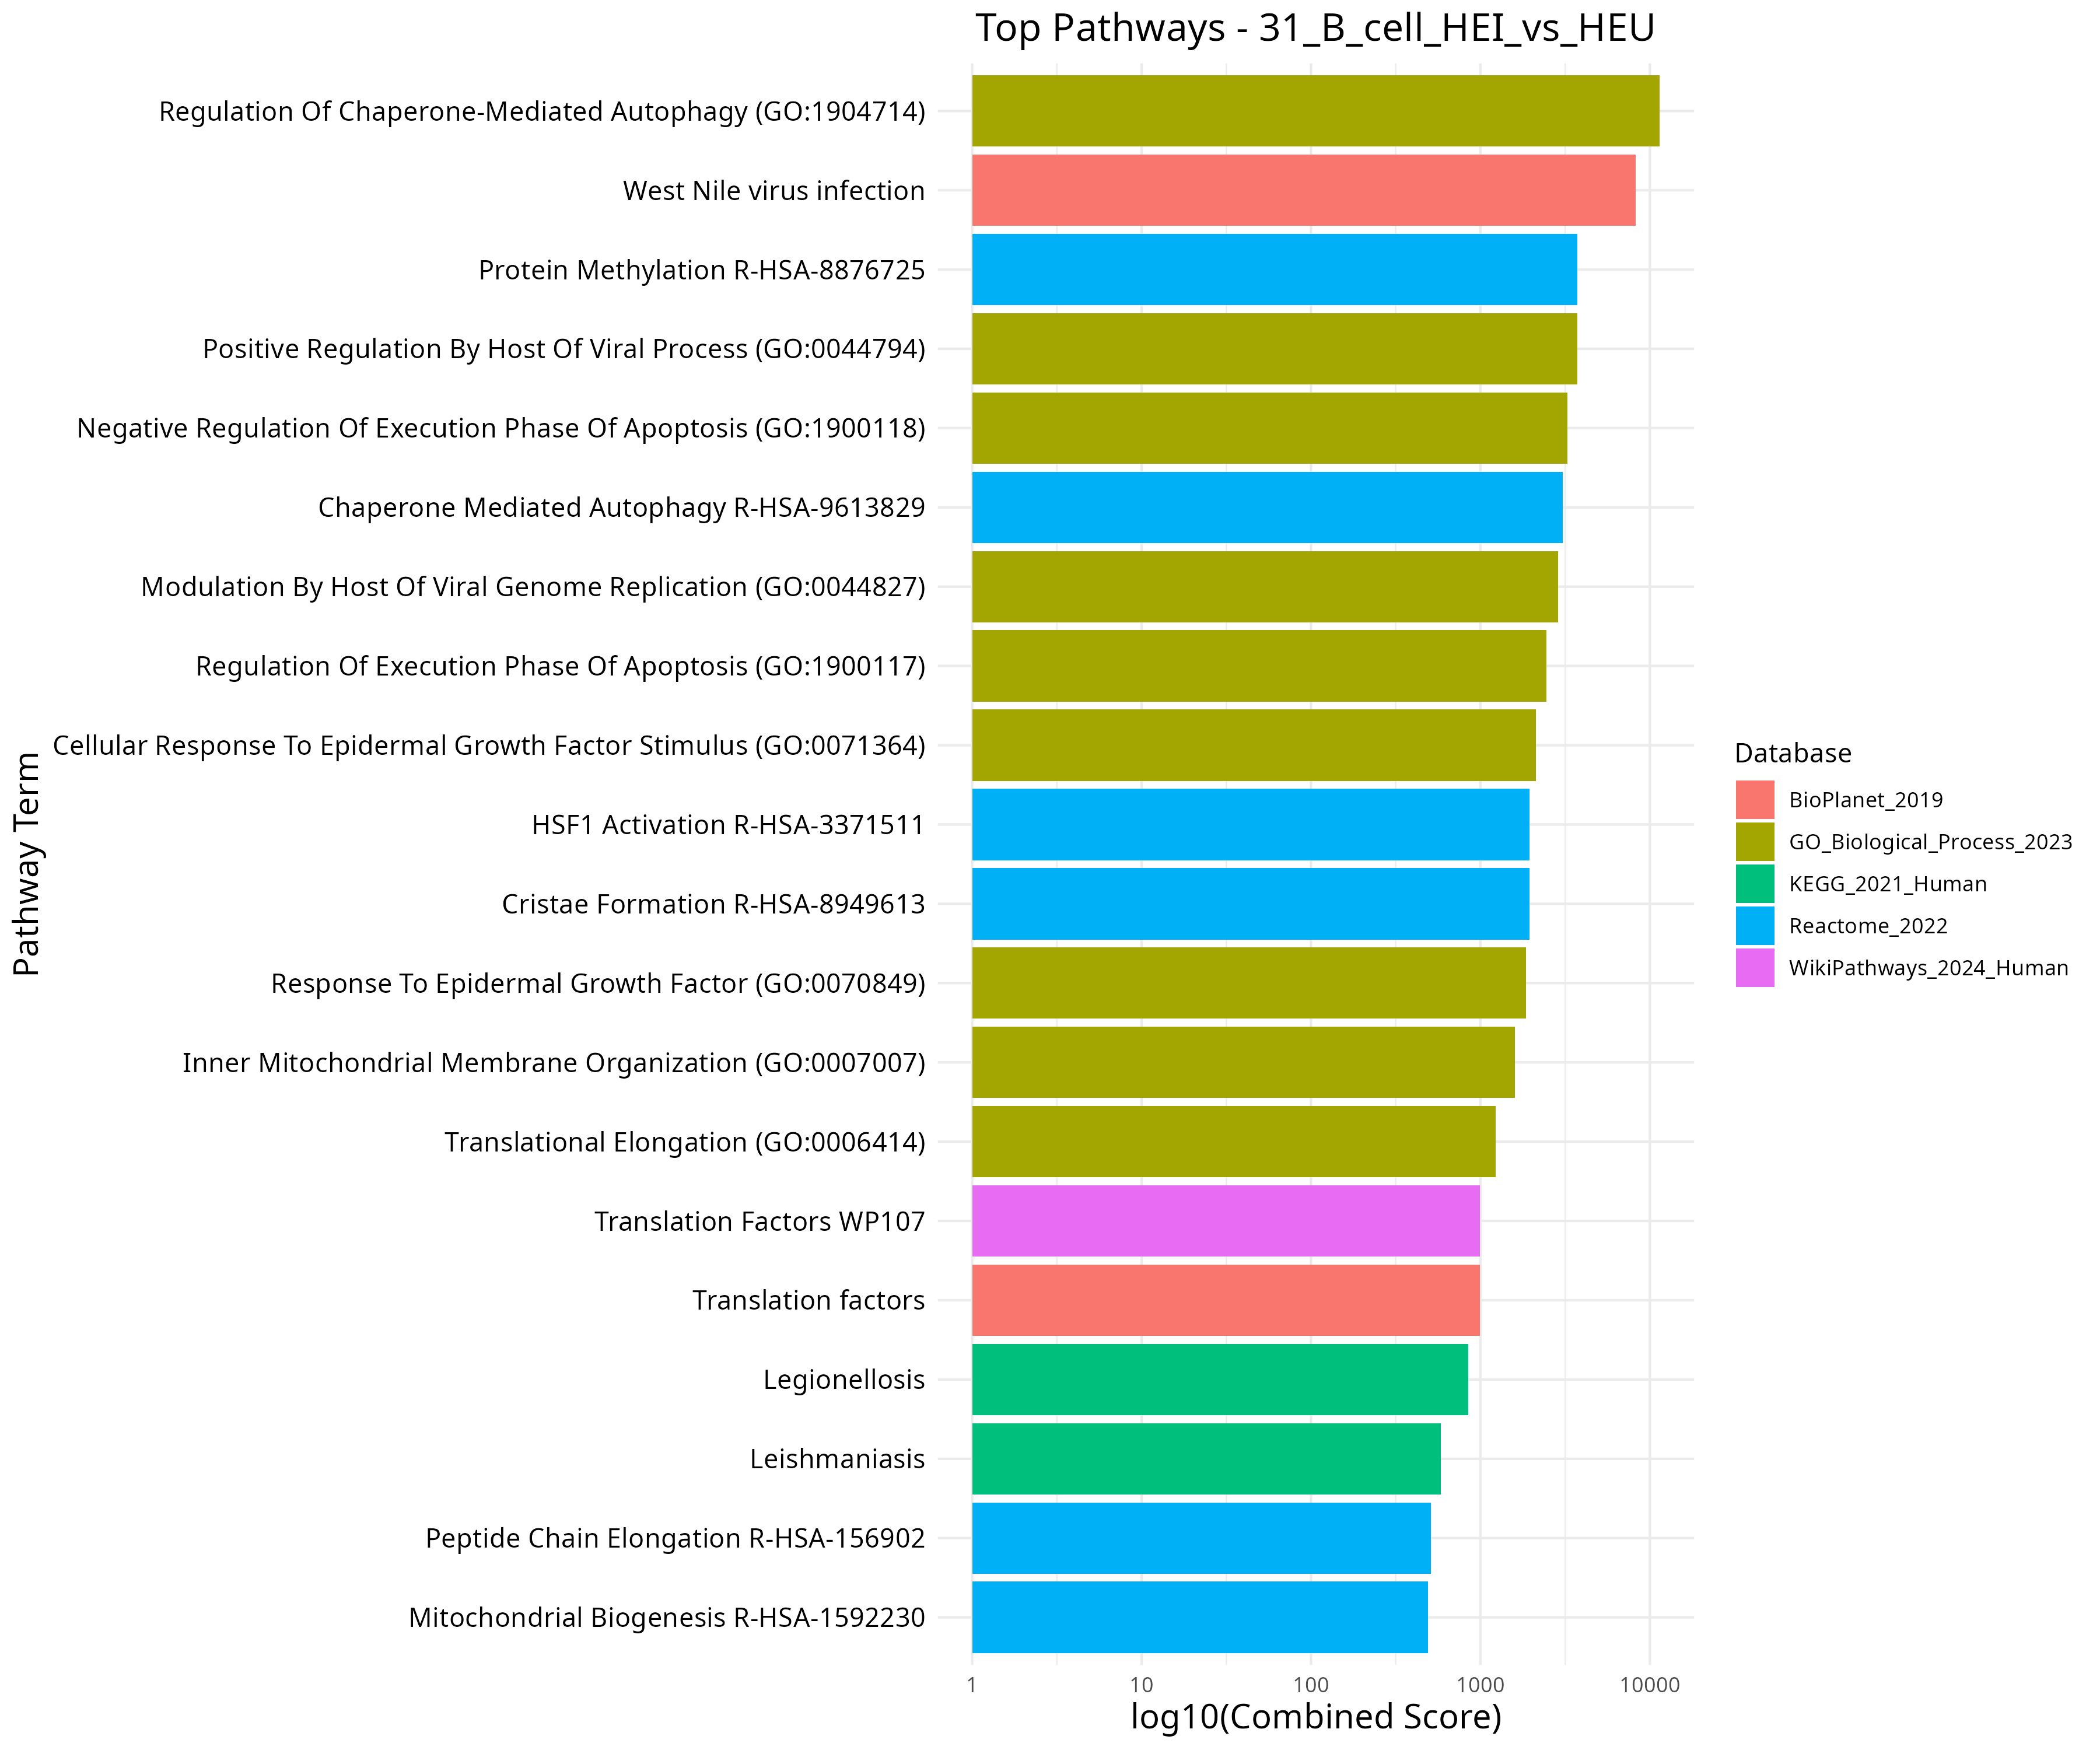 Top Pathways - 31_B_cell_HEI_vs_HEU
Pathway Term
Regulation Of Chaperone-Mediated Autophagy (GO:1904714)
West Nile virus infection
Protein Methylation R-HSA-8876725
Positive Regulation By Host Of Viral Process (GO:0044794)
Negative Regulation Of Execution Phase Of Apoptosis (GO:1900118)
Chaperone Mediated Autophagy R-HSA-9613829
Modulation By Host Of Viral Genome Replication (GO:0044827)
Regulation Of Execution Phase Of Apoptosis (GO:1900117)
Cellular Response To Epidermal Growth Factor Stimulus (GO:0071364)
HSF1 Activation R-HSA-3371511
Cristae Formation R-HSA-8949613
Response To Epidermal Growth Factor (GO:0070849)
Inner Mitochondrial Membrane Organization (GO:0007007)
Translational Elongation (GO:0006414)
Translation Factors WP107
Translation factors
Legionellosis
Leishmaniasis
Peptide Chain Elongation R-HSA-156902
Mitochondrial Biogenesis R-HSA-1592230
1 10 100 1000 10000
log10(Combined Score)
Database
BioPlanet_2019
GO_Biological_Process_2023
KEGG_2021_Human
Reactome_2022
WikiPathways_2024_Human